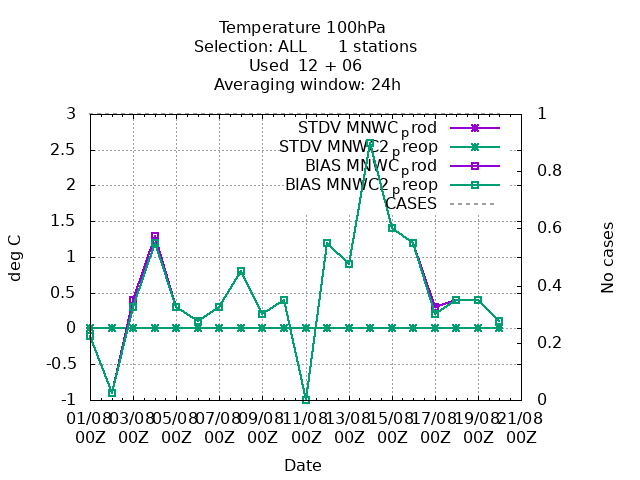 Temperature 100hPa
Selection: ALL 1 stations
Used 12 + 06
Averaging window: 24h
STDV MNWC_prod
STDV MNWC2_preop
BIAS MNWC_prod
BIAS MNWC2_preop
CASES
3
2.5
2
1.5
1
0.5
0
-0.5
-1
deg C
1
0.8
0.6
0.4
0.2
0
No cases
01/08 03/08 05/08 07/08 09/08 11/08 13/08 15/08 17/08 19/08 21/08
00Z 00Z 00Z 00Z 00Z 00Z 00Z 00Z 00Z 00Z 00Z
Date